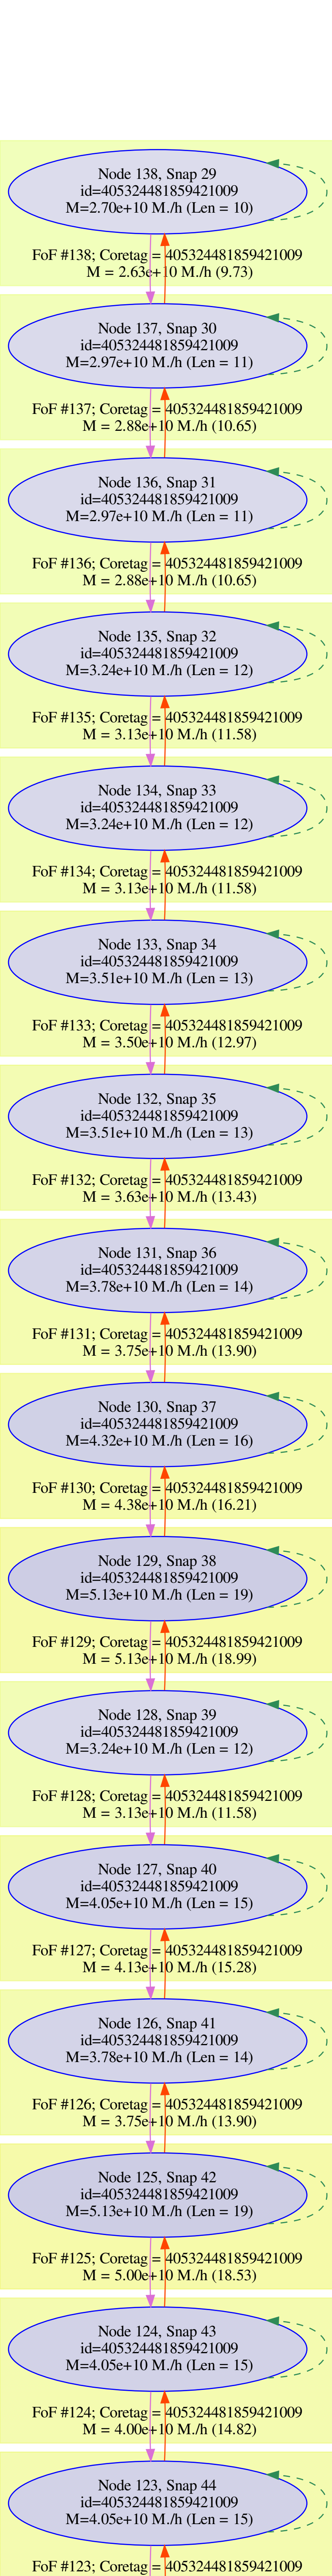 Node 138, Snap 29
id=405324481859421009
M=2.70e+10 M./h (Len = 10)
FoF #138; Coretag = 405324481859421009
M = 2.63e+10 M./h (9.73)
Node 137, Snap 30
id=405324481859421009
M=2.97e+10 M./h (Len = 11)
FoF #137; Coretag = 405324481859421009
M = 2.88e+10 M./h (10.65)
Node 136, Snap 31
id=405324481859421009
M=2.97e+10 M./h (Len = 11)
FoF #136; Coretag = 405324481859421009
M = 2.88e+10 M./h (10.65)
Node 135, Snap 32
id=405324481859421009
M=3.24e+10 M./h (Len = 12)
FoF #135; Coretag = 405324481859421009
M = 3.13e+10 M./h (11.58)
Node 134, Snap 33
id=405324481859421009
M=3.24e+10 M./h (Len = 12)
FoF #134; Coretag = 405324481859421009
M = 3.13e+10 M./h (11.58)
Node 133, Snap 34
id=405324481859421009
M=3.51e+10 M./h (Len = 13)
FoF #133; Coretag = 405324481859421009
M = 3.50e+10 M./h (12.97)
Node 132, Snap 35
id=405324481859421009
M=3.51e+10 M./h (Len = 13)
FoF #132; Coretag = 405324481859421009
M = 3.63e+10 M./h (13.43)
Node 131, Snap 36
id=405324481859421009
M=3.78e+10 M./h (Len = 14)
FoF #131; Coretag = 405324481859421009
M = 3.75e+10 M./h (13.90)
Node 130, Snap 37
id=405324481859421009
M=4.32e+10 M./h (Len = 16)
FoF #130; Coretag = 405324481859421009
M = 4.38e+10 M./h (16.21)
Node 129, Snap 38
id=405324481859421009
M=5.13e+10 M./h (Len = 19)
FoF #129; Coretag = 405324481859421009
M = 5.13e+10 M./h (18.99)
Node 128, Snap 39
id=405324481859421009
M=3.24e+10 M./h (Len = 12)
FoF #128; Coretag = 405324481859421009
M = 3.13e+10 M./h (11.58)
Node 127, Snap 40
id=405324481859421009
M=4.05e+10 M./h (Len = 15)
FoF #127; Coretag = 405324481859421009
M = 4.13e+10 M./h (15.28)
Node 126, Snap 41
id=405324481859421009
M=3.78e+10 M./h (Len = 14)
FoF #126; Coretag = 405324481859421009
M = 3.75e+10 M./h (13.90)
Node 125, Snap 42
id=405324481859421009
M=5.13e+10 M./h (Len = 19)
FoF #125; Coretag = 405324481859421009
M = 5.00e+10 M./h (18.53)
Node 124, Snap 43
id=405324481859421009
M=4.05e+10 M./h (Len = 15)
FoF #124; Coretag = 405324481859421009
M = 4.00e+10 M./h (14.82)
Node 123, Snap 44
id=405324481859421009
M=4.05e+10 M./h (Len = 15)
FoF #123; Coretag = 405324481859421009